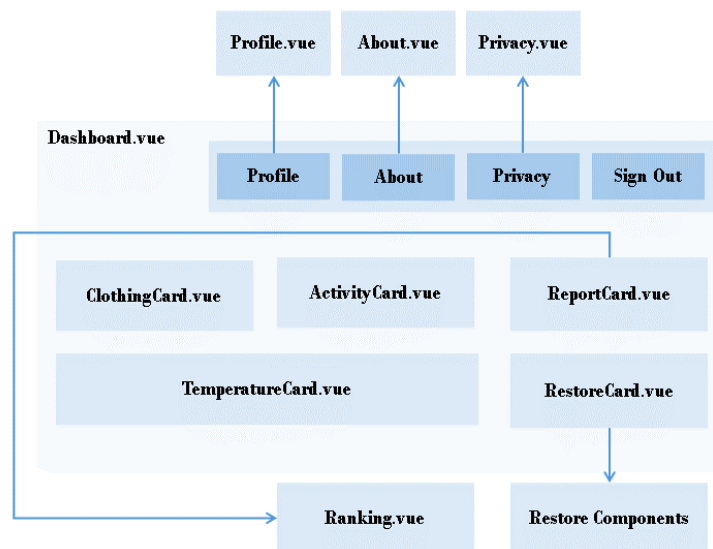 Profile.vue
About.vue
Privacy.vue
Dashboard.vue
Profile
About
Privacy
Sign Out
ClothingCard.vue
ActivityCard.vue
ReportCard.vue
TemperatureCard.vue
RestoreCard.vue
Ranking.vue
Restore Components